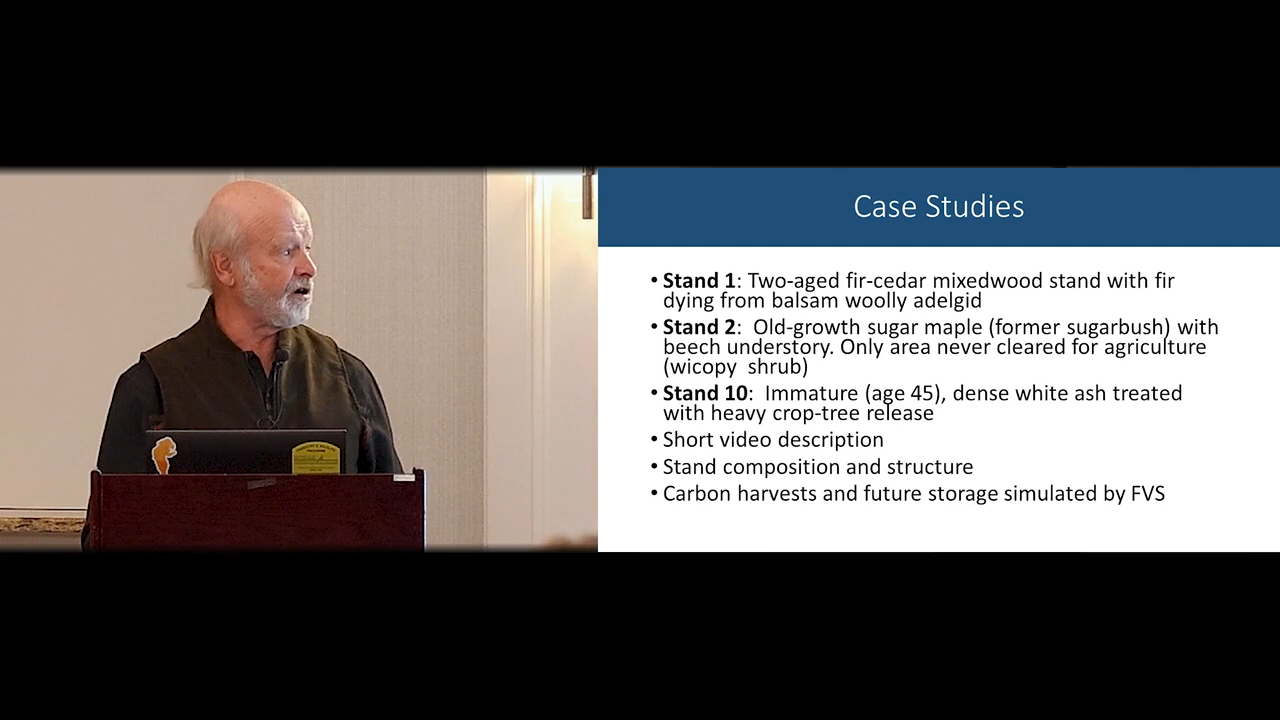 Case Studies
• Stand 1: Two-aged fir-cedar mixedwood stand with fir
dying from balsam woolly adelgid
• Stand 2:  Old-growth sugar maple (former sugarbush) with
beech understory. Only area never cleared for agriculture
(wicopy  shrub)
• Stand 10:  Immature (age 45), dense white ash treated
with heavy crop-tree release
• Short video description
• Stand composition and structure
• Carbon harvests and future storage simulated by FVS